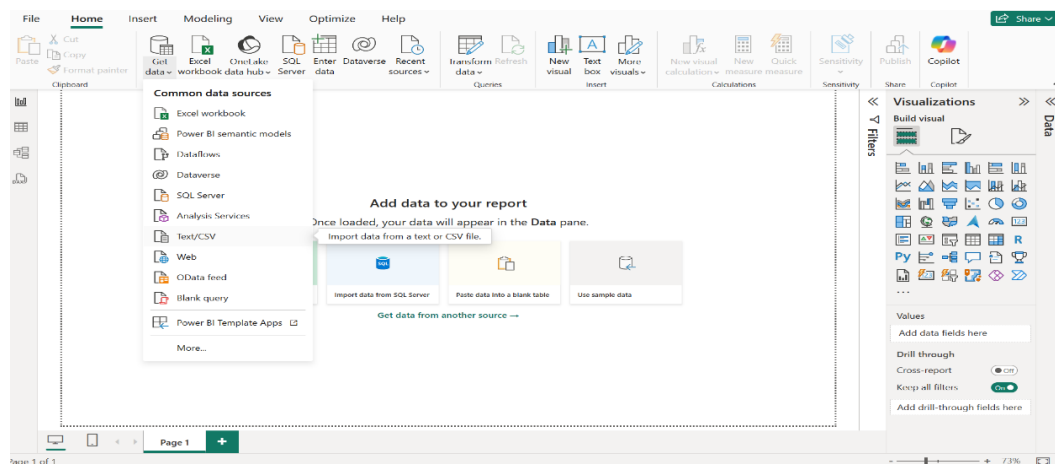 File Home Insert Modeling View Optimize Help Share
Paste
Cut
Copy
Format painter
Get data
Excel workbook
OneLake data hub
SQL Server
Enter data
Dataverse
Recent sources
Transform data
Refresh
New visual
Text box
More visuals
New visual calculation
New measure
Quick measure
Sensitivity
Publish
Copilot
Clipboard Queries Insert Calculations Sensitivity Share Copilot
Common data sources
Excel workbook
Power BI semantic models
Dataflows
Dataverse
SQL Server
Analysis Services
Text/CSV
Web
OData feed
Blank query
Power BI Template Apps
More...
Add data to your report
Once loaded, your data will appear in the Data pane.
Import data from a text or CSV file.
SQL
Import data from SQL Server
Paste data into a blank table
Use sample data
Get data from another source →
Filters
Visualizations
Build visual
123
R
Py
...
Values
Add data fields here
Drill through
Cross-report Off
Keep all filters On
Add drill-through fields here
Data
Page 1
Page 1 of 1
- + 73%